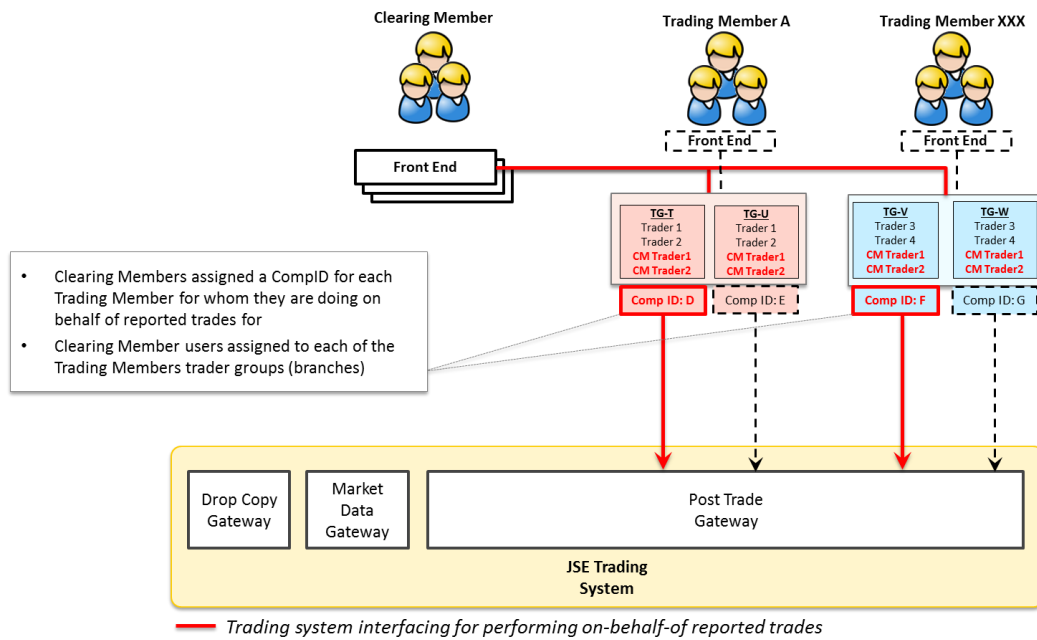 Clearing Member
Trading Member A
Trading Member XXX
Front End
Front End
Front End
TG-T
Trader 1
Trader 2
CM Trader1
CM Trader2
TG-U
Trader 1
Trader 2
CM Trader1
CM Trader2
TG-V
Trader 3
Trader 4
CM Trader1
CM Trader2
TG-W
Trader 3
Trader 4
CM Trader1
CM Trader2
Comp ID: D
Comp ID: E
Comp ID: F
Comp ID: G
• Clearing Members assigned a CompID for each
Trading Member for whom they are doing on
behalf of reported trades for
• Clearing Member users assigned to each of the
Trading Members trader groups (branches)
Drop Copy
Gateway
Market
Data
Gateway
Post Trade
Gateway
JSE Trading
System
Trading system interfacing for performing on-behalf-of reported trades